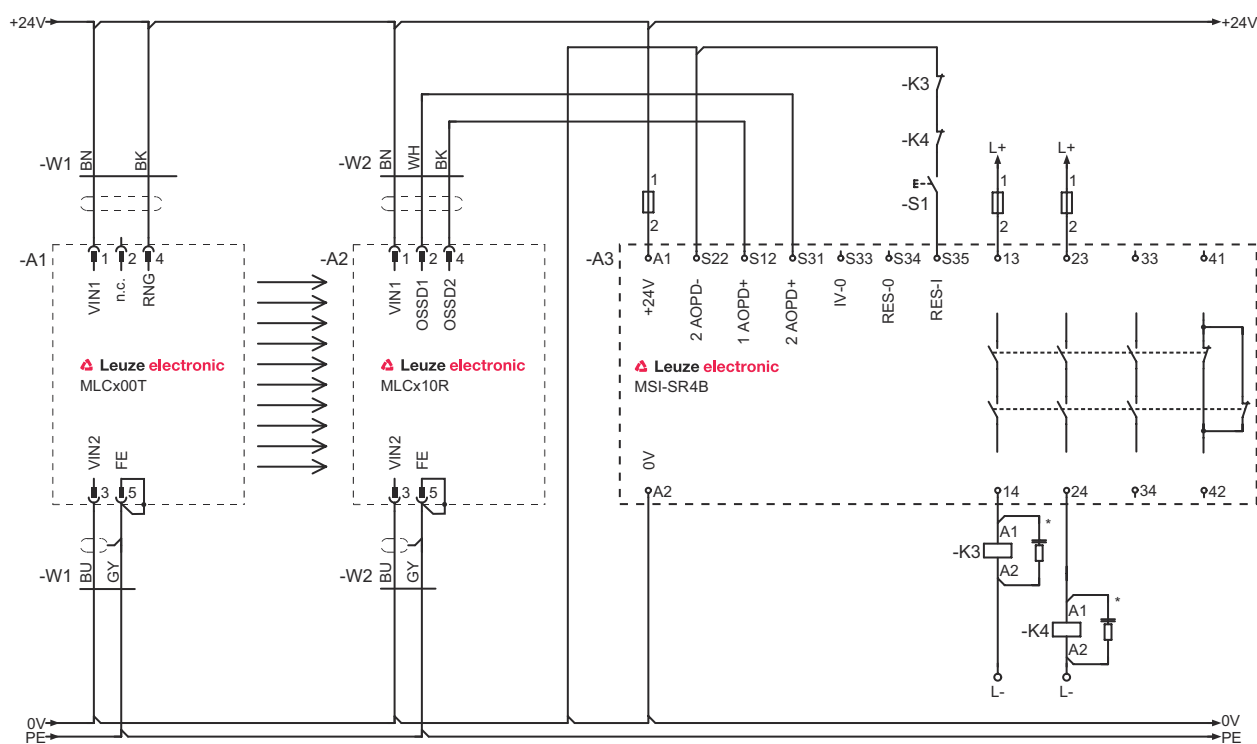 +24V
+24V
-K3
-K4
-S1
L+
L+
-W1
BN
BK
-W2
BN
WH
BK
1
2
1
2
1
2
-A1
1
2
4
VIN1
n.c.
RNG
-A2
1
2
4
VIN1
OSSD1
OSSD2
-A3
A1
S22
S12
S31
S33
S34
S35
13
23
33
41
+24V
2 AOPD-
1 AOPD+
2 AOPD+
IV-0
RES-0
RES-I
Leuze electronic
MLCx00T
Leuze electronic
MLCx10R
Leuze electronic
MSI-SR4B
VIN2
FE
VIN2
FE
0V
3
5
3
5
A2
14
24
34
42
-W1
BU
GY
-W2
BU
GY
-K3
A1
A2
*
-K4
A1
A2
*
L-
L-
0V
0V
PE
PE